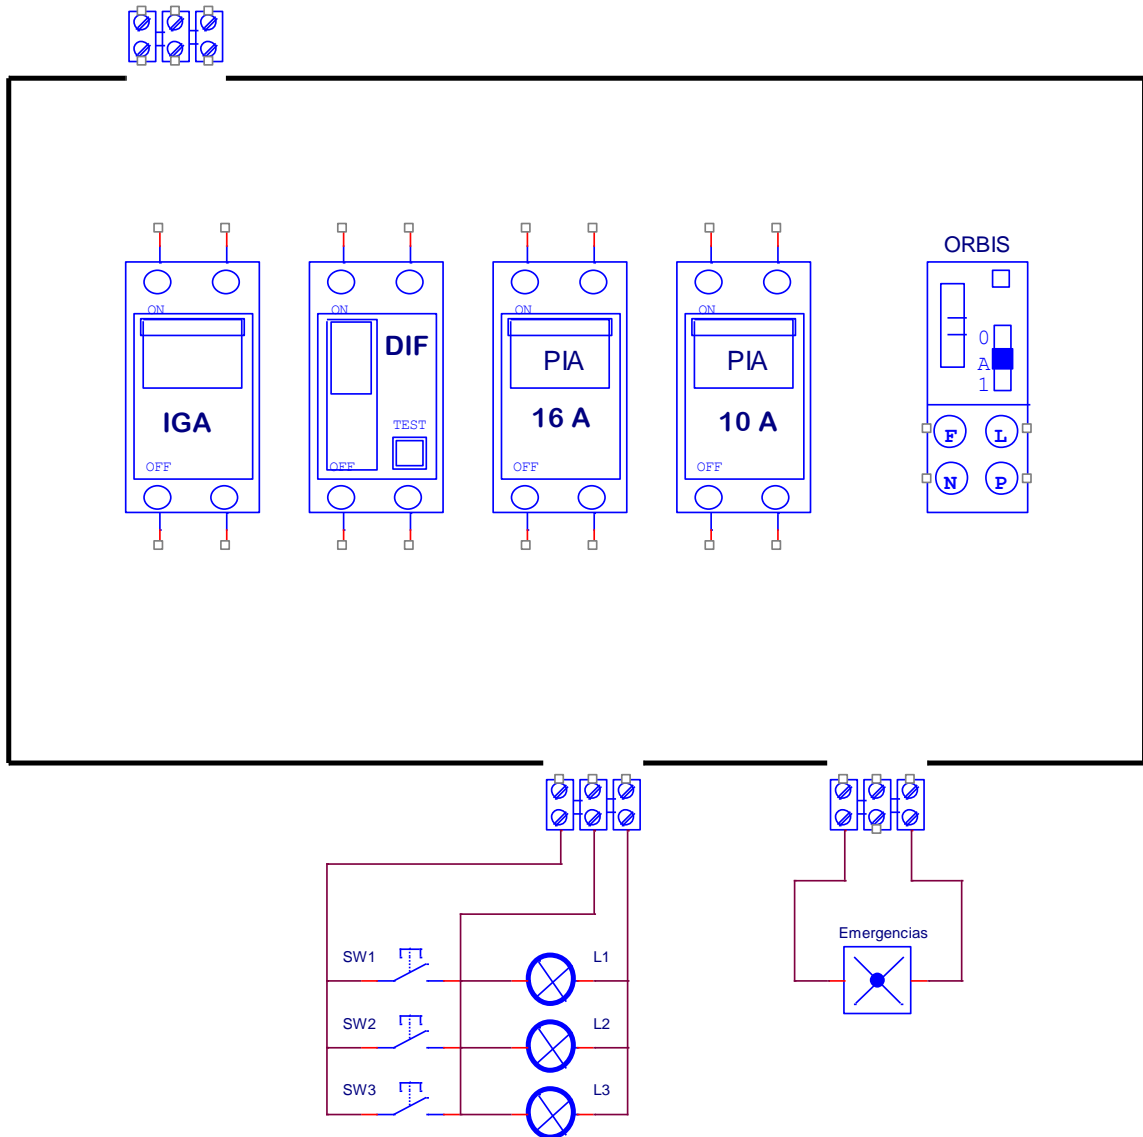 ORBIS
ON
ON
ON
ON
DIF
PIA
PIA
0
A
1
IGA
16 A
10 A
TEST
F
L
OFF
OFF
OFF
OFF
N
P
Emergencias
SW1
L1
SW2
L2
SW3
L3